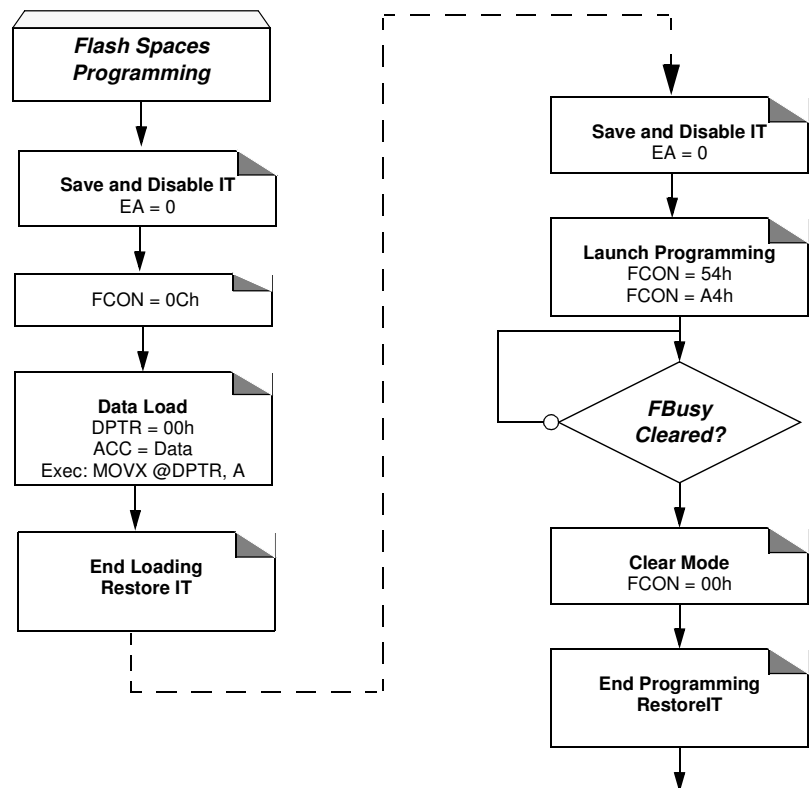 Flash Spaces
Programming
Save and Disable IT
EA = 0
FCON = 0Ch
Data Load
DPTR = 00h
ACC = Data
Exec: MOVX @DPTR, A
End Loading
Restore IT
Save and Disable IT
EA = 0
Launch Programming
FCON = 54h
FCON = A4h
FBusy
Cleared?
Clear Mode
FCON = 00h
End Programming
RestoreIT